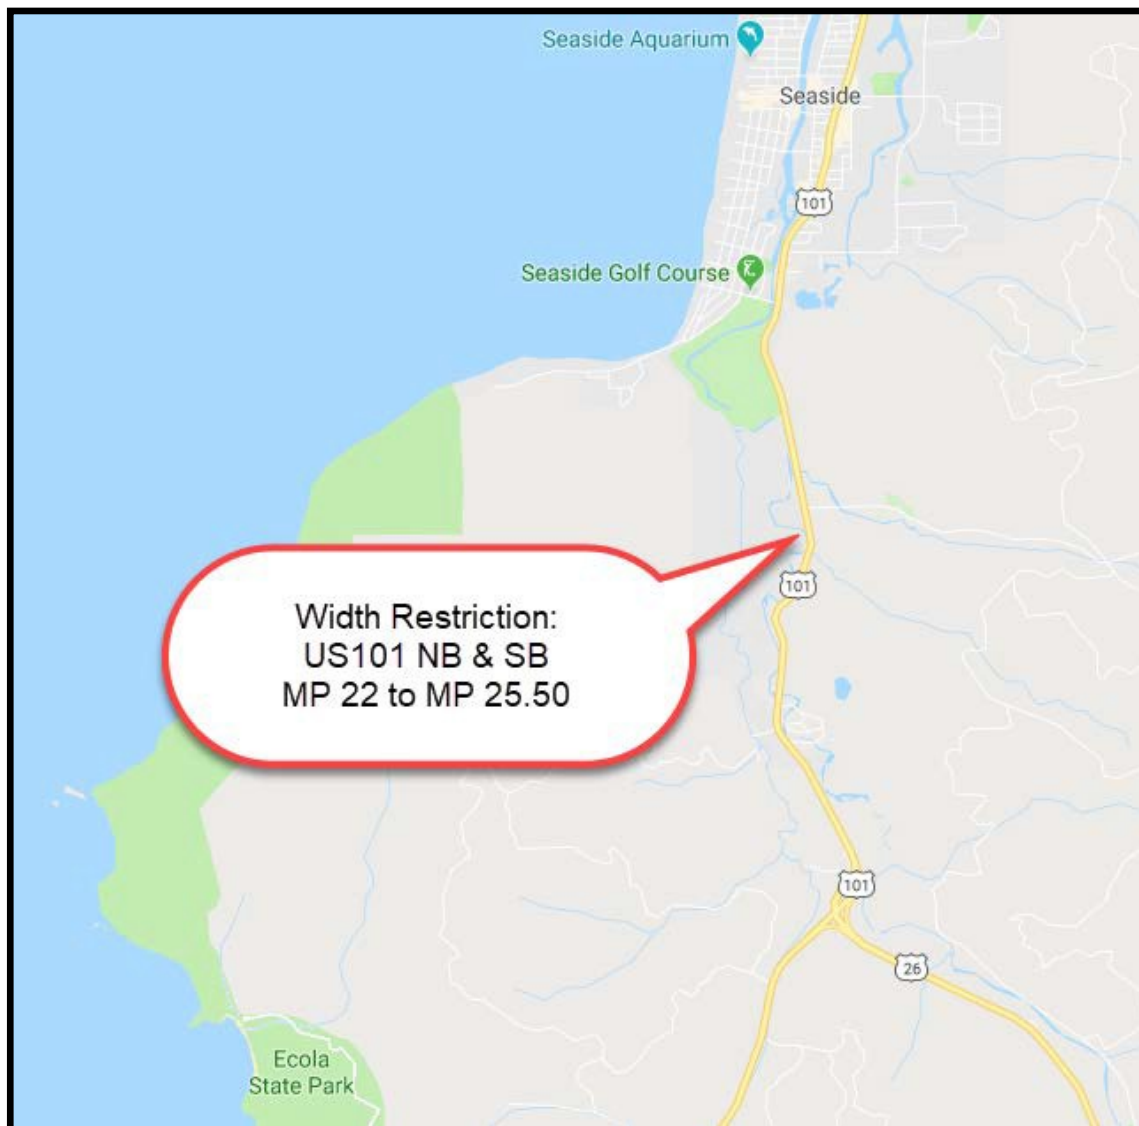 Seaside Aquarium
Seaside
101
Seaside Golf Course
Width Restriction:
US101 NB & SB
MP 22 to MP 25.50
101
101
26
Ecola
State Park